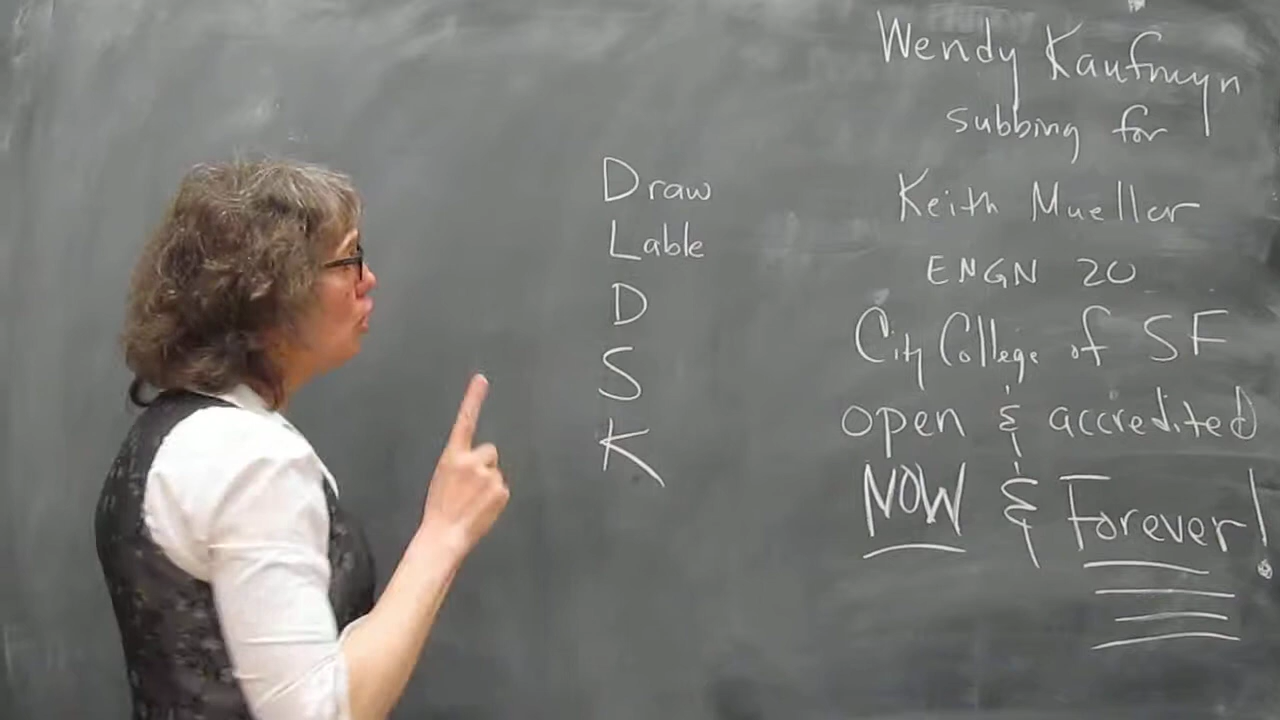 Draw
Lable
D
S
K
Wendy Kaufmyn
subbing for
Keith Mueller
ENGN 20
City College of SF
open & accredited
NOW & Forever!